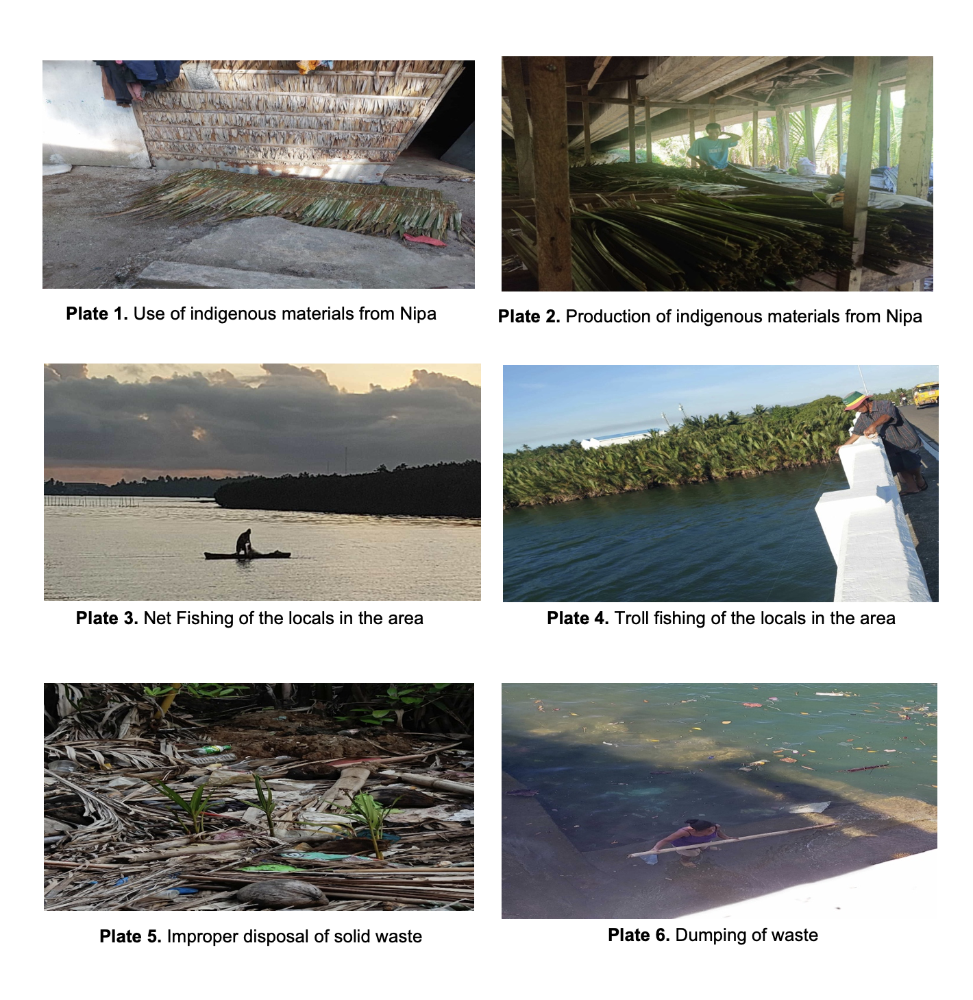 Plate 1. Use of indigenous materials from Nipa
Plate 2. Production of indigenous materials from Nipa
Plate 3. Net Fishing of the locals in the area
Plate 4. Troll fishing of the locals in the area
Plate 5. Improper disposal of solid waste
Plate 6. Dumping of waste